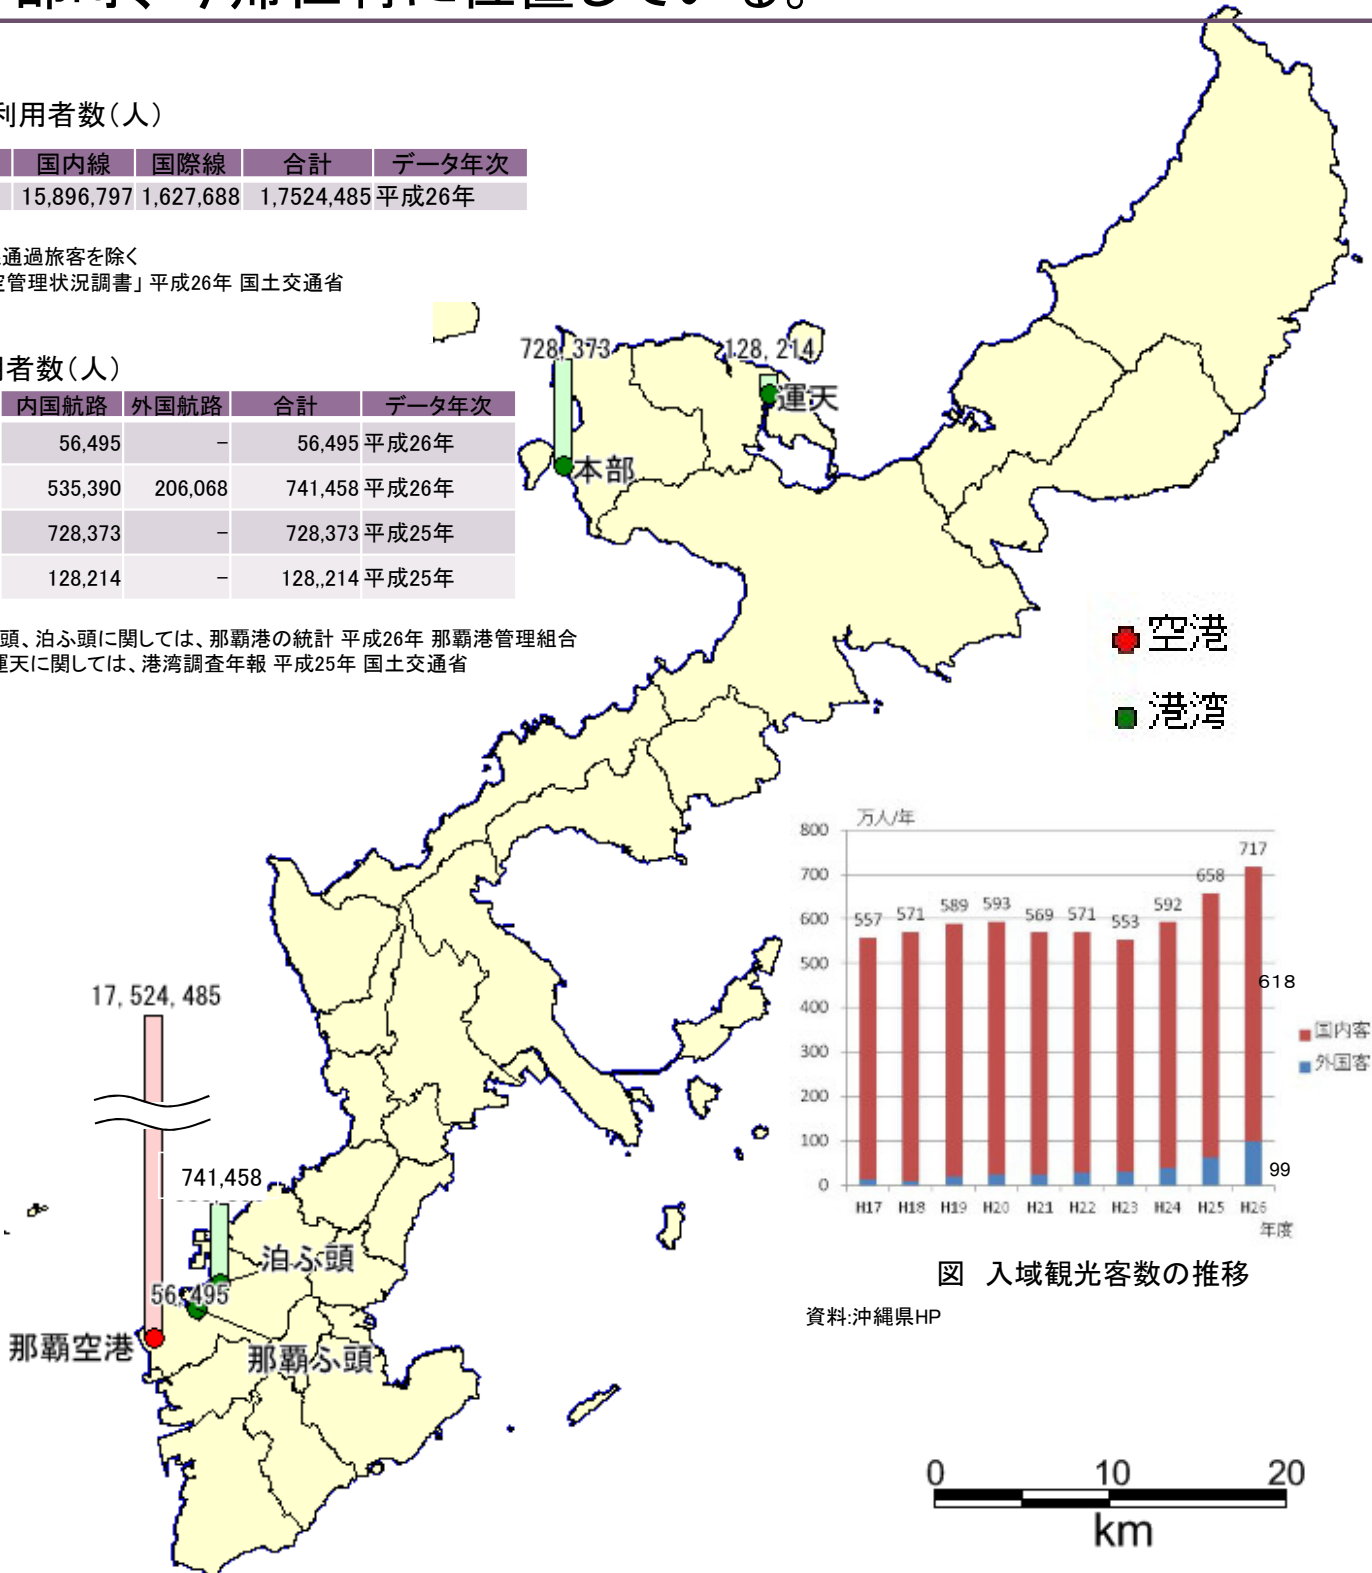 部町、今帰仁村に位置している。
利用者数（人）
国内線 国際線 合計 データ年次
15,896,797 1,627,688 1,7524,485 平成26年
通過旅客を除く
管理状況調書」 平成26年 国土交通省
者数（人）
内国航路 外国航路 合計 データ年次
56,495 － 56,495 平成26年
535,390 206,068 741,458 平成26年
728,373 － 728,373 平成25年
128,214 － 128,,214 平成25年
頭、泊ふ頭に関しては、那覇港の統計 平成26年 那覇港管理組合
運天に関しては、港湾調査年報 平成25年 国土交通省
728,373
128,214
運天
本部
空港
港湾
17,524,485
741,458
泊ふ頭
56,495
那覇空港
那覇ふ頭
万人/年
800
700
600
500
400
300
200
100
0
557 571 589 593 569 571 553 592 658 717
618
99
国内客
外国客
H17 H18 H19 H20 H21 H22 H23 H24 H25 H26
年度
図 入域観光客数の推移
資料:沖縄県HP
0 10 20
km